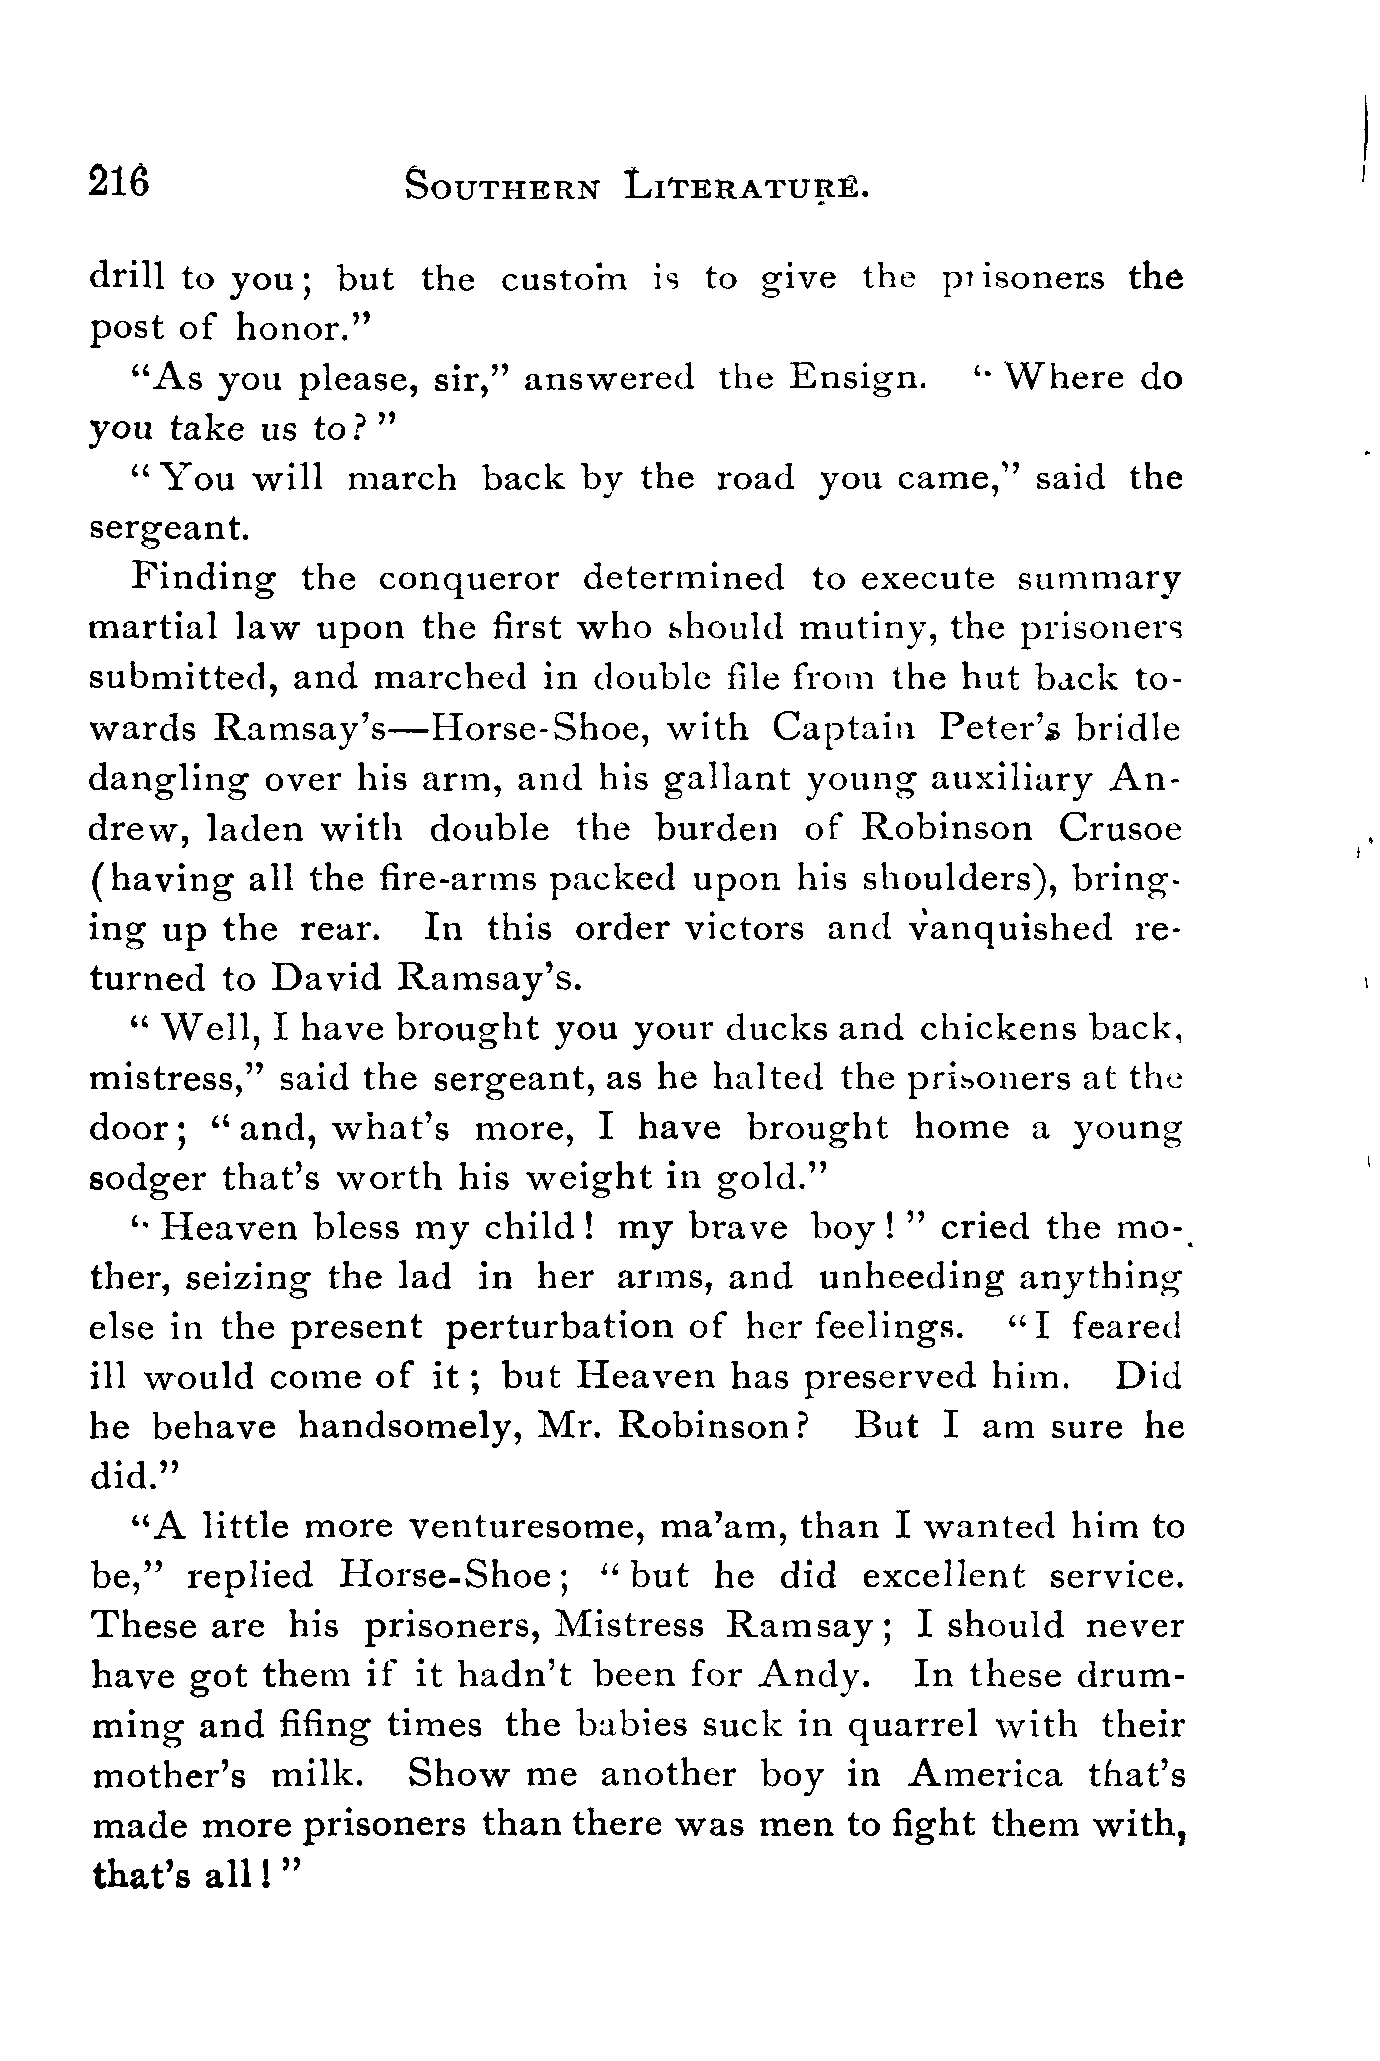 216 SOUTHERN LITERATURE.
drill to you; but the custom is to give the prisoners the
post of honor."
"As you please, sir," answered the Ensign. "Where do
you take us to?"
"You will march back by the road you came," said the
sergeant.
Finding the conqueror determined to execute summary
martial law upon the first who should mutiny, the prisoners
submitted, and marched in double file from the hut back to-
wards Ramsay's—Horse-Shoe, with Captain Peter's bridle
dangling over his arm, and his gallant young auxiliary An-
drew, laden with double the burden of Robinson Crusoe
(having all the fire-arms packed upon his shoulders), bring-
ing up the rear. In this order victors and vanquished re-
turned to David Ramsay's.
"Well, I have brought you your ducks and chickens back,
mistress," said the sergeant, as he halted the prisoners at the
door; "and, what's more, I have brought home a young
sodger that's worth his weight in gold."
"Heaven bless my child! my brave boy!" cried the mo-
ther, seizing the lad in her arms, and unheeding anything
else in the present perturbation of her feelings. "I feared
ill would come of it; but Heaven has preserved him. Did
he behave handsomely, Mr. Robinson? But I am sure he
did."
"A little more venturesome, ma'am, than I wanted him to
be," replied Horse-Shoe; "but he did excellent service.
These are his prisoners, Mistress Ramsay; I should never
have got them if it hadn't been for Andy. In these drum-
ming and fifing times the babies suck in quarrel with their
mother's milk. Show me another boy in America that's
made more prisoners than there was men to fight them with,
that's all!"